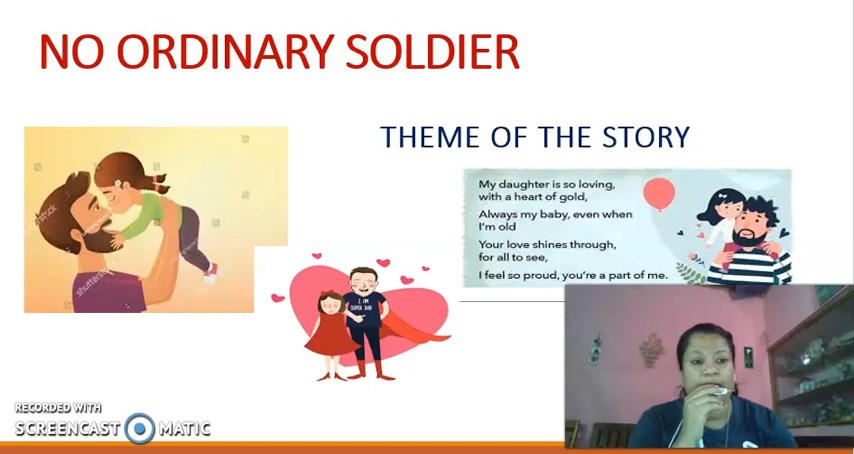 NO ORDINARY SOLDIER
THEME OF THE STORY
My daughter is so loving,
with a heart of gold,
Always my baby, even when
I'm old
Your love shines through,
for all to see,
I feel so proud, you're a part of me.
I AM
SUPER DAD
shutterstock
RECORDED WITH
SCREENCAST MATIC